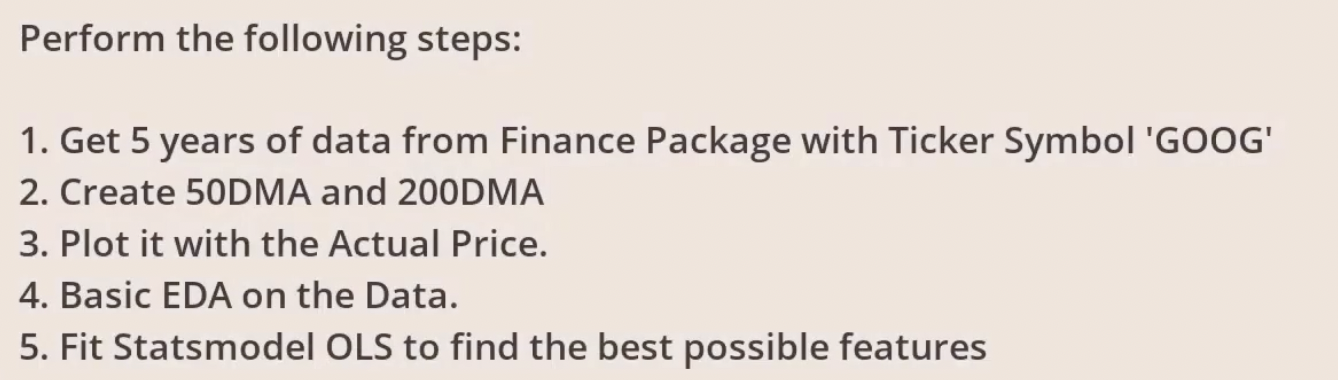 Perform the following steps:
1. Get 5 years of data from Finance Package with Ticker Symbol 'GOOG'
2. Create 50DMA and 200DMA
3. Plot it with the Actual Price.
4. Basic EDA on the Data.
5. Fit Statsmodel OLS to find the best possible features